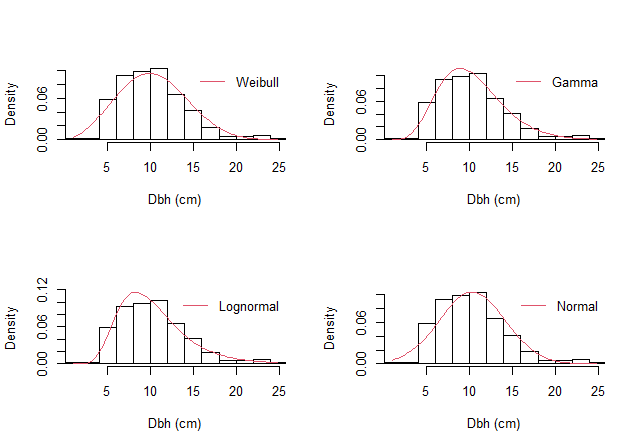 Density
0.00 0.06
Weibull
5 10 15 20 25
Dbh (cm)
Density
0.00 0.06
Gamma
5 10 15 20 25
Dbh (cm)
Density
0.00 0.06 0.12
Lognormal
5 10 15 20 25
Dbh (cm)
Density
0.00 0.06
Normal
5 10 15 20 25
Dbh (cm)